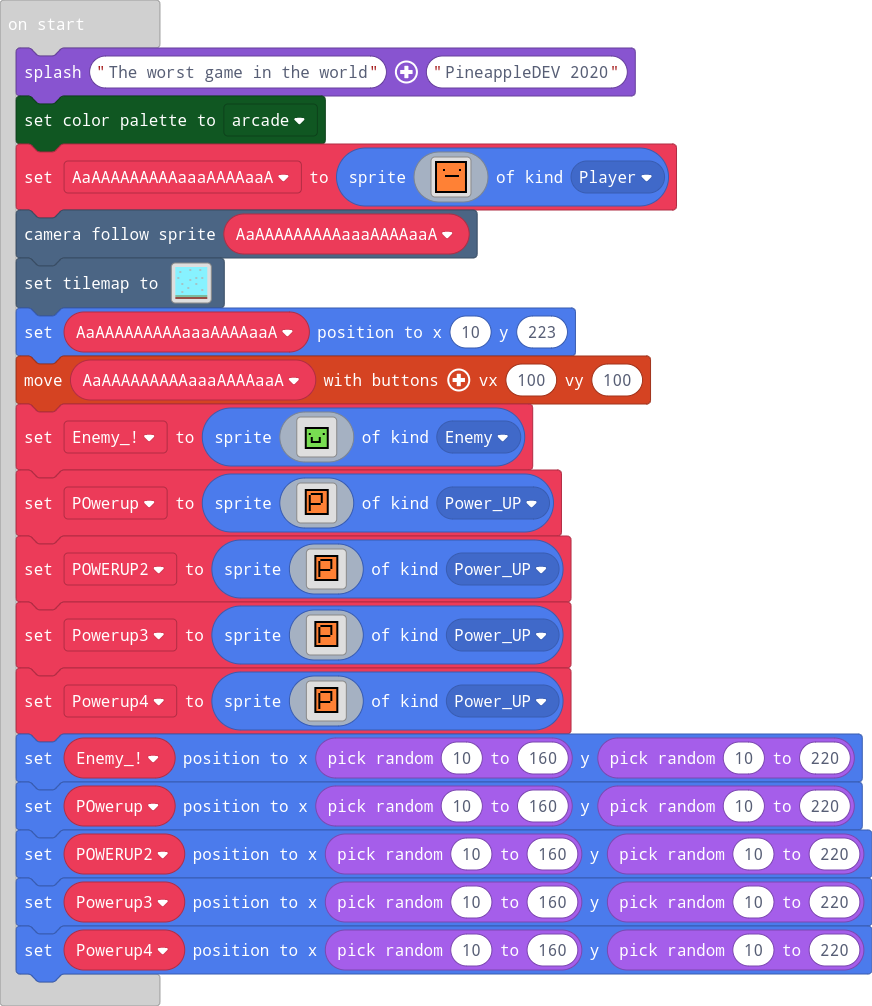 on start
splash "The worst game in the world" "PineappleDEV 2020"
set color palette to arcade
set AaAAAAAAAAAaaaAAAAaaA to sprite of kind Player
camera follow sprite AaAAAAAAAAAaaaAAAAaaA
set tilemap to
set AaAAAAAAAAAaaaAAAAaaA position to x 10 y 223
move AaAAAAAAAAAaaaAAAAaaA with buttons vx 100 vy 100
set Enemy_! to sprite of kind Enemy
set POwerup to sprite P of kind Power_UP
set POWERUP2 to sprite P of kind Power_UP
set Powerup3 to sprite P of kind Power_UP
set Powerup4 to sprite P of kind Power_UP
set Enemy_! position to x pick random 10 to 160 y pick random 10 to 220
set POwerup position to x pick random 10 to 160 y pick random 10 to 220
set POWERUP2 position to x pick random 10 to 160 y pick random 10 to 220
set Powerup3 position to x pick random 10 to 160 y pick random 10 to 220
set Powerup4 position to x pick random 10 to 160 y pick random 10 to 220